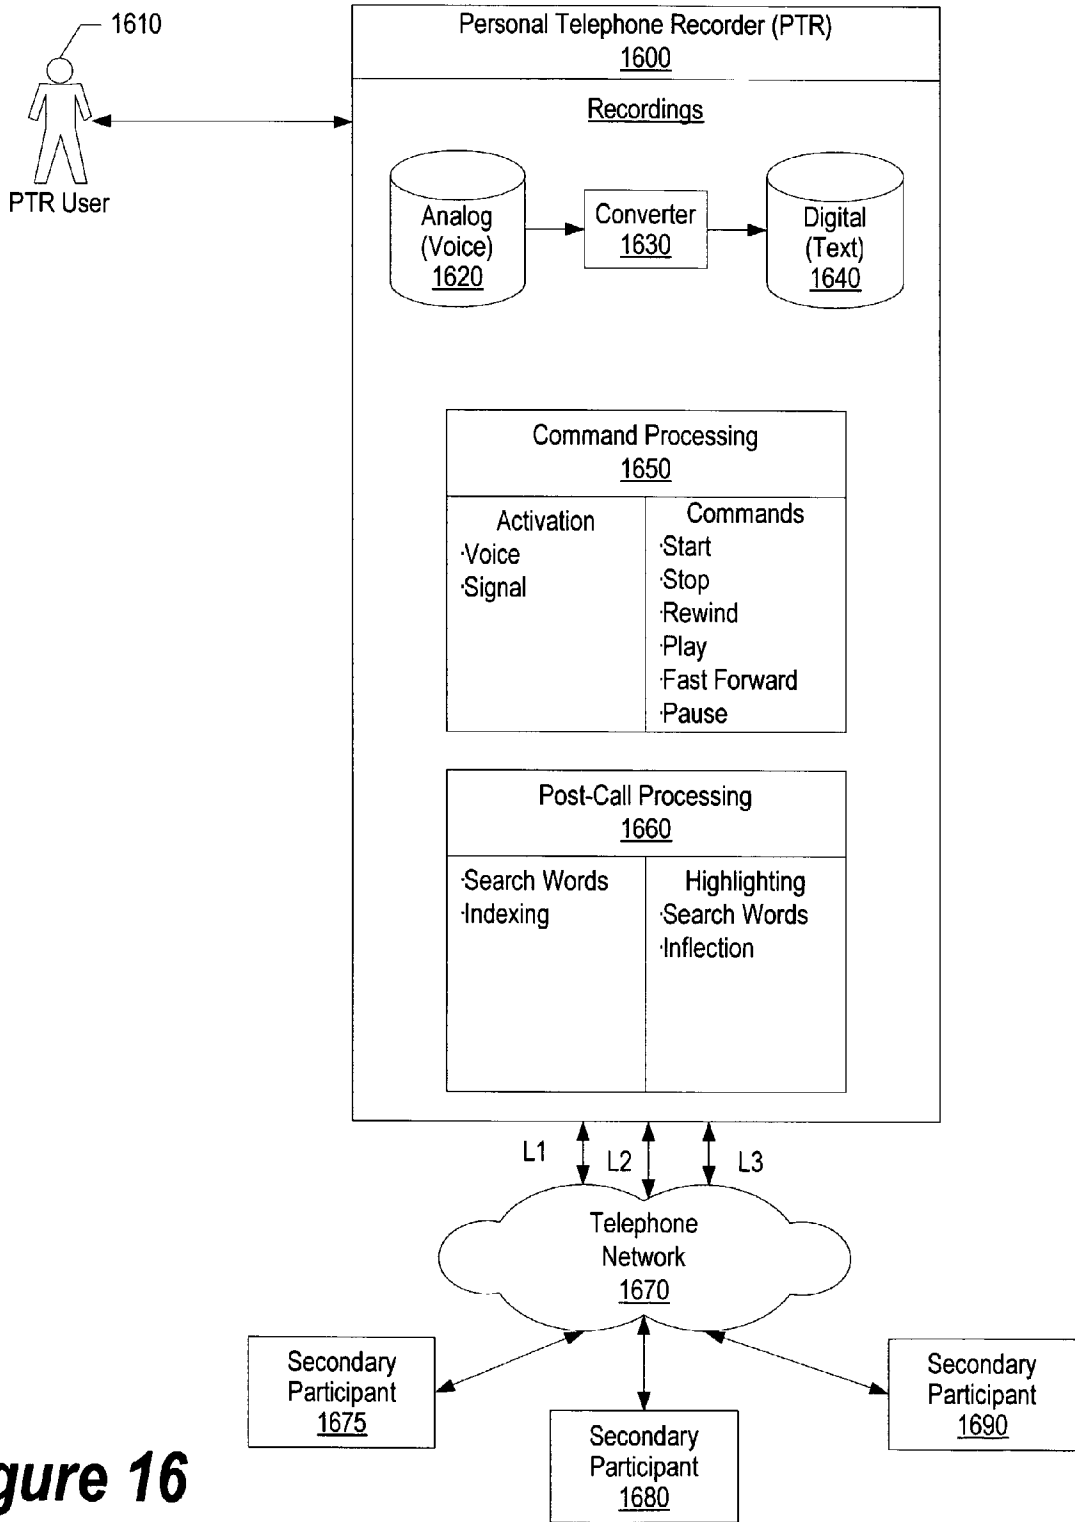 1610
PTR User
Personal Telephone Recorder (PTR)
1600
Recordings
Analog
(Voice)
1620
Converter
1630
Digital
(Text)
1640
Command Processing
1650
Activation
·Voice
·Signal
Commands
·Start
·Stop
·Rewind
·Play
·Fast Forward
·Pause
Post-Call Processing
1660
·Search Words
·Indexing
Highlighting
·Search Words
·Inflection
L1
L2
L3
Telephone
Network
1670
Secondary
Participant
1675
Secondary
Participant
1680
Secondary
Participant
1690
gure 16